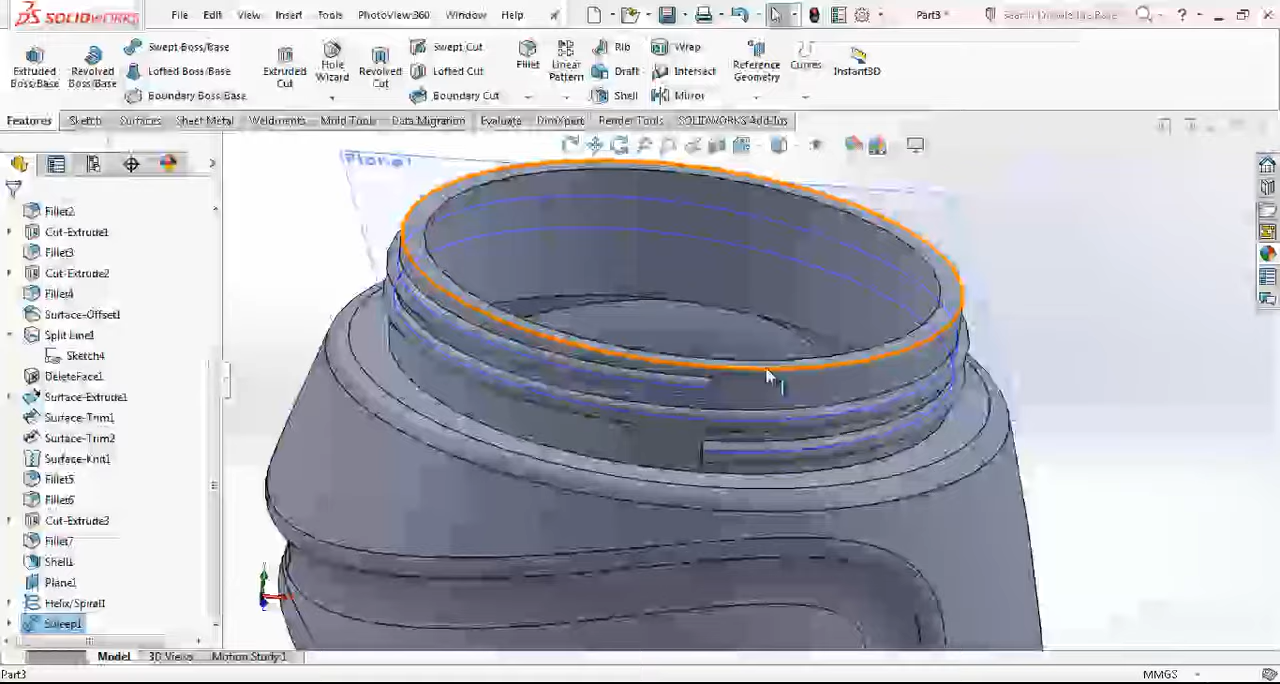 SOLIDWORKS File Edit View Insert Tools PhotoView 360 Window Help Part3 * ?
Extruded Boss/Base
Revolved Boss/Base
Swept Boss/Base
Lofted Boss/Base
Boundary Boss/Base
Extruded Cut
Hole Wizard
Revolved Cut
Swept Cut
Lofted Cut
Boundary Cut
Fillet
Linear Pattern
Rib
Draft
Shell
Wrap
Intersect
Mirror
Reference Geometry
Curves
Instant3D
Features Sketch Surfaces Sheet Metal Weldments Mold Tools Data Migration Evaluate DimXpert Render Tools SOLIDWORKS Add-Ins
Plane1
Fillet2
Cut-Extrude1
Fillet3
Cut-Extrude2
Fillet4
Surface-Offset1
Split Line1
Sketch4
DeleteFace1
Surface-Extrude1
Surface-Trim1
Surface-Trim2
Surface-Knit1
Fillet5
Fillet6
Cut-Extrude3
Fillet7
Shell1
Plane1
Helix/Spiral1
Sweep1
Model 3D Views Motion Study 1
Part3 MMGS